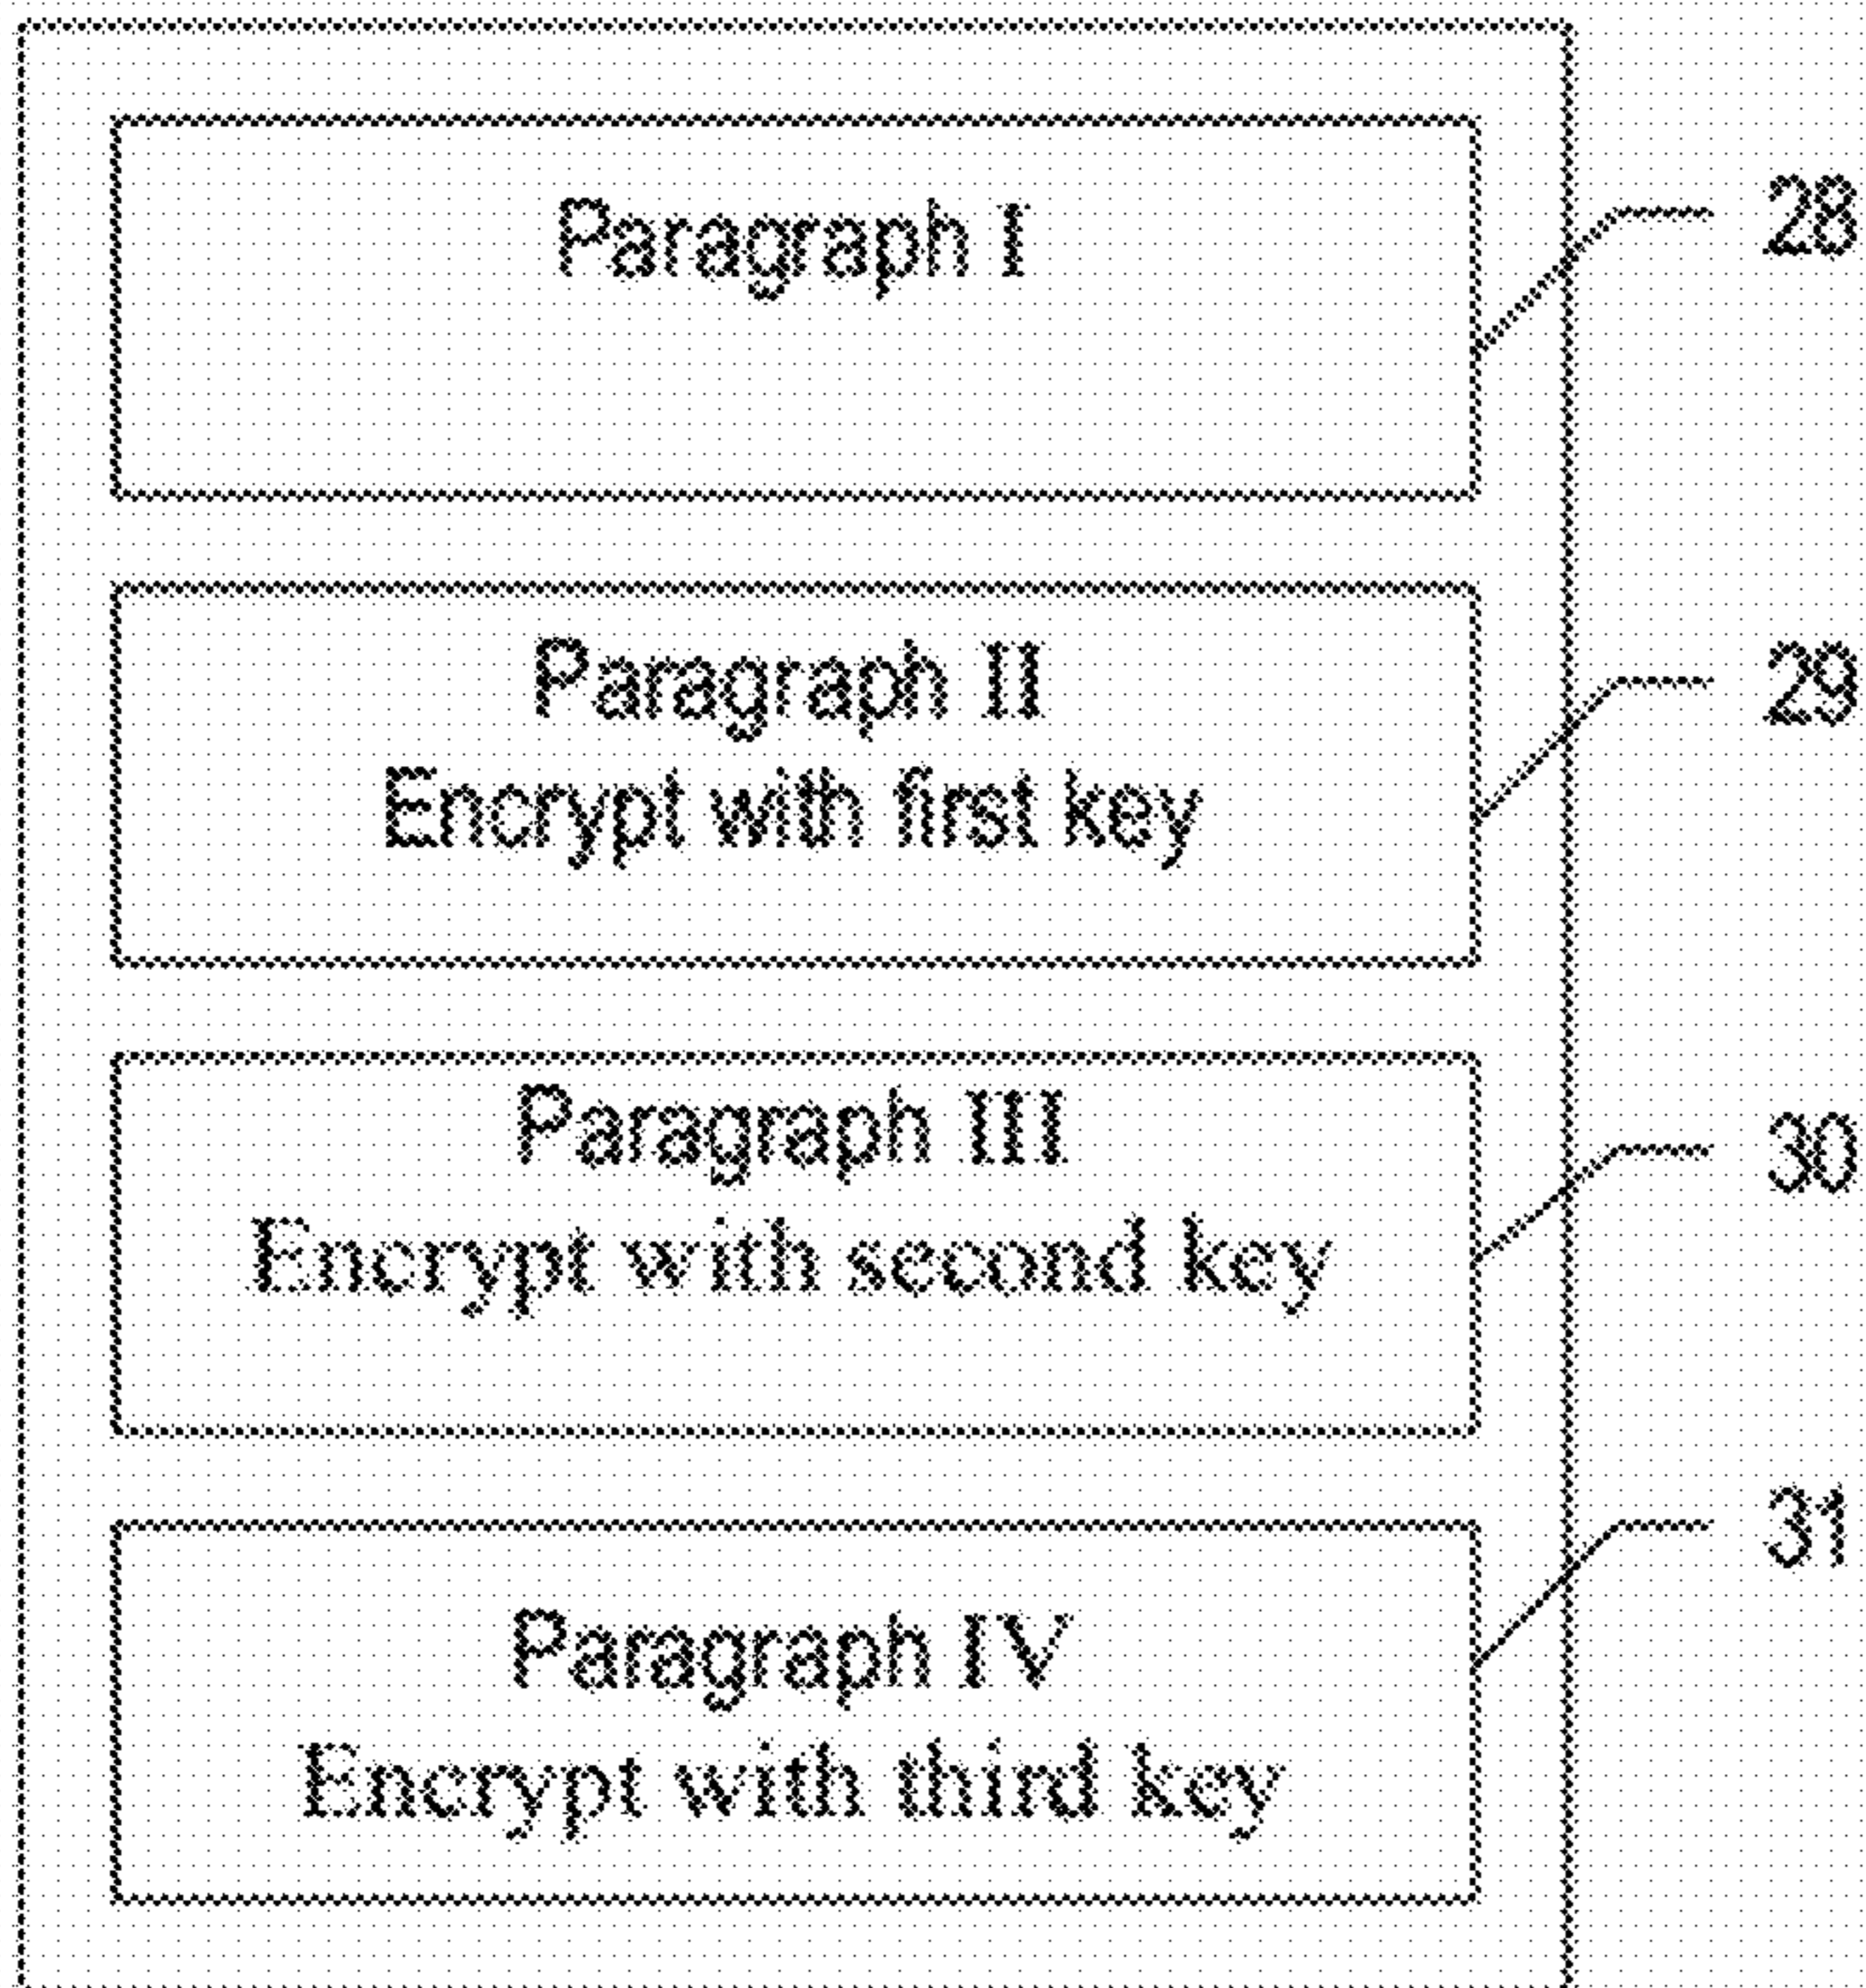 Paragraph I
28
Paragraph II
Encrypt with first key
29
Paragraph III
Encrypt with second key
30
Paragraph IV
Encrypt with third key
31